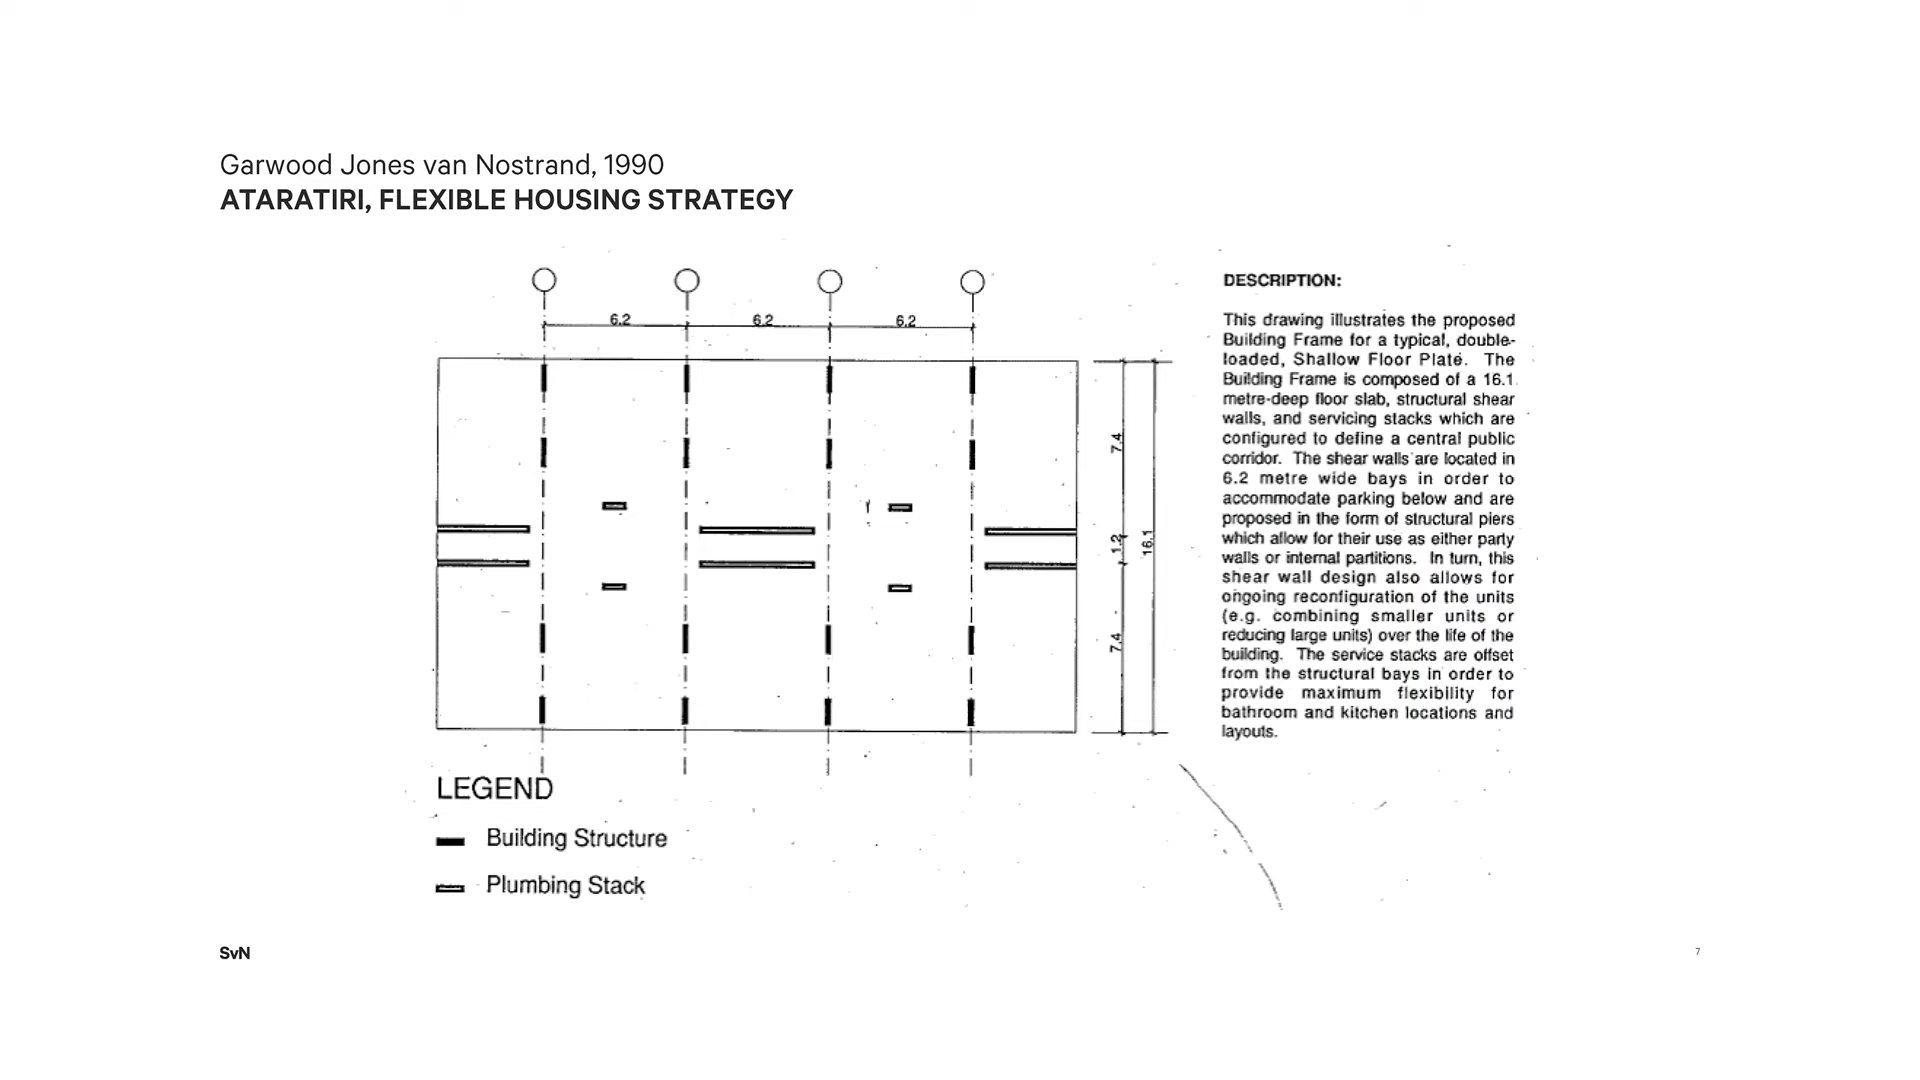 Garwood Jones van Nostrand, 1990
ATARATIRI, FLEXIBLE HOUSING STRATEGY
6.2
6.2
6.2
7.4
1.2
16.1
7.4
DESCRIPTION:
This drawing illustrates the proposed
Building Frame for a typical, double-
loaded, Shallow Floor Plate. The
Building Frame is composed of a 16.1
metre-deep floor slab, structural shear
walls, and servicing stacks which are
configured to define a central public
corridor. The shear walls are located in
6.2 metre wide bays in order to
accommodate parking below and are
proposed in the form of structural piers
which allow for their use as either party
walls or internal partitions. In turn, this
shear wall design also allows for
ongoing reconfiguration of the units
(e.g. combining smaller units or
reducing large units) over the life of the
building. The service stacks are offset
from the structural bays in order to
provide maximum flexibility for
bathroom and kitchen locations and
layouts.
LEGEND
Building Structure
Plumbing Stack
SvN
7